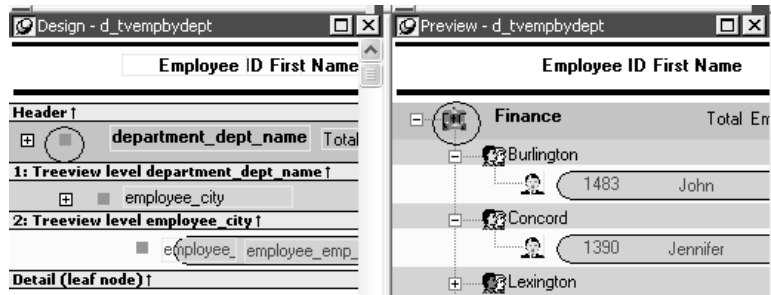 Design - d_tvempbydept
Employee ID First Name
Header ↑
department_dept_name Total
1: Treeview level department_dept_name ↑
employee_city
2: Treeview level employee_city ↑
employee_ employee_emp_
Detail (leaf node) ↑
Preview - d_tvempbydept
Employee ID First Name
Finance Total Em
Burlington
1483 John
Concord
1390 Jennifer
Lexington